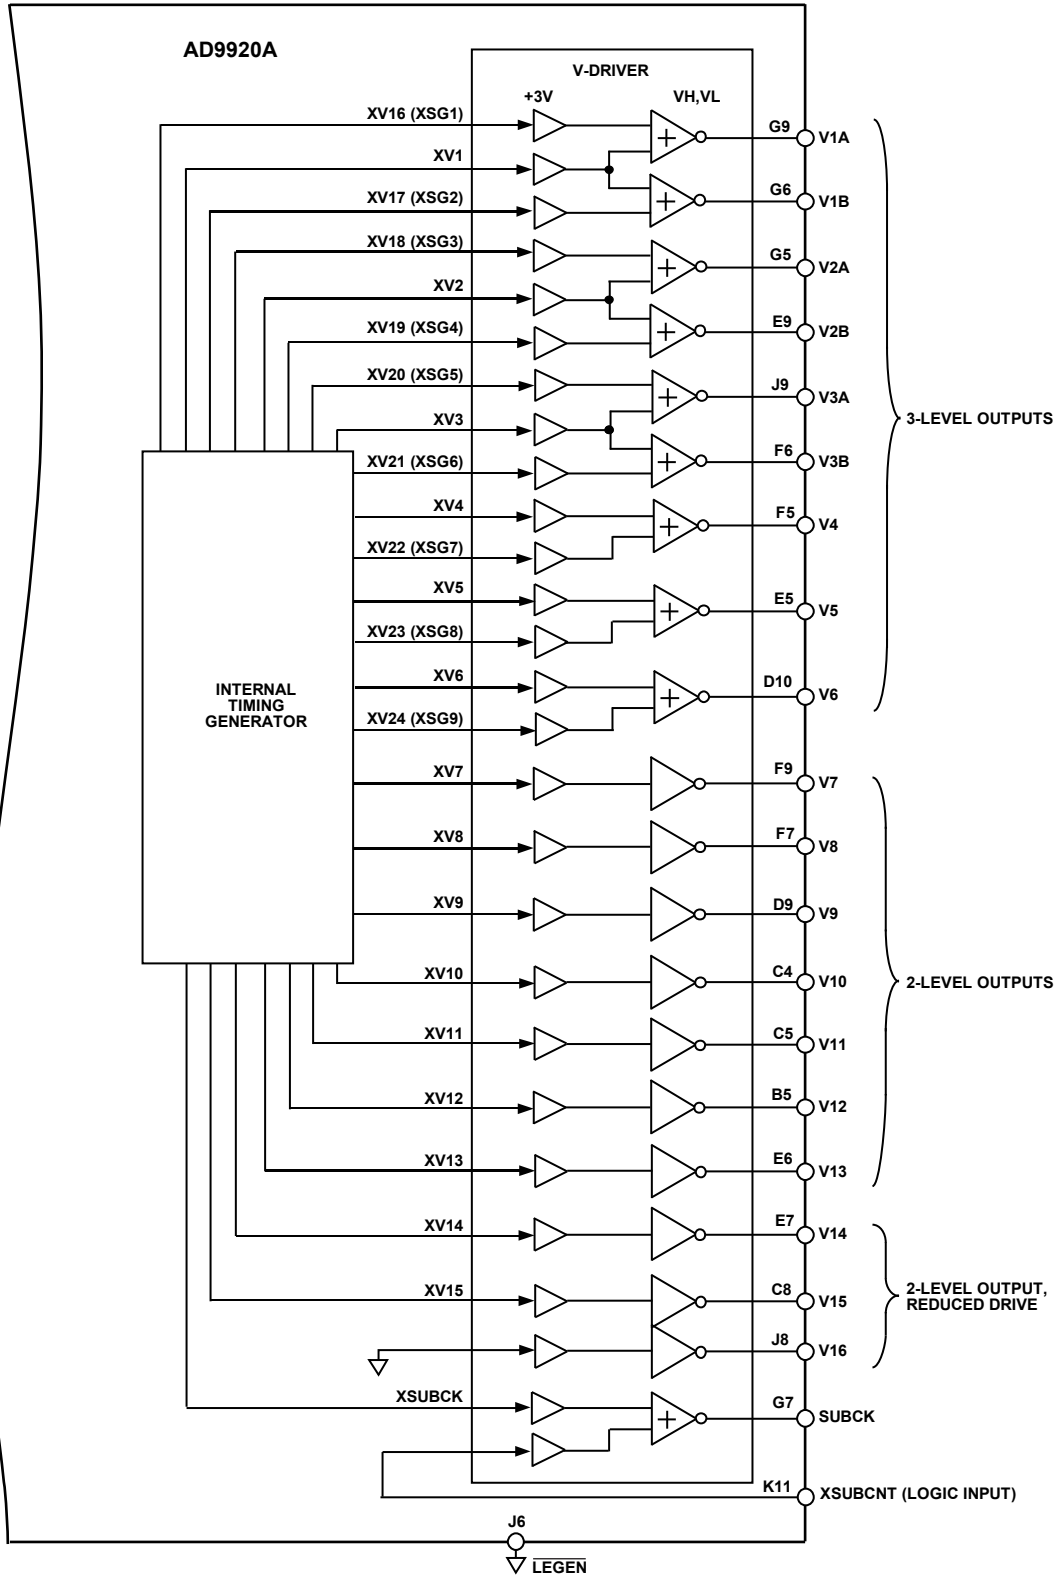 AD9920A
V-DRIVER
+3V
VH,VL
XV16 (XSG1)
G9
V1A
XV1
G6
V1B
XV17 (XSG2)
XV18 (XSG3)
G5
V2A
XV2
E9
V2B
XV19 (XSG4)
XV20 (XSG5)
J9
V3A
3-LEVEL OUTPUTS
XV3
F6
V3B
XV21 (XSG6)
XV4
F5
V4
XV22 (XSG7)
XV5
E5
V5
XV23 (XSG8)
XV6
D10
V6
XV24 (XSG9)
INTERNAL
TIMING
GENERATOR
XV7
F9
V7
XV8
F7
V8
XV9
D9
V9
XV10
C4
V10
2-LEVEL OUTPUTS
XV11
C5
V11
XV12
B5
V12
XV13
E6
V13
XV14
E7
V14
XV15
C8
V15
2-LEVEL OUTPUT,
REDUCED DRIVE
J8
V16
XSUBCK
G7
SUBCK
K11
XSUBCNT (LOGIC INPUT)
J6
LEGEN